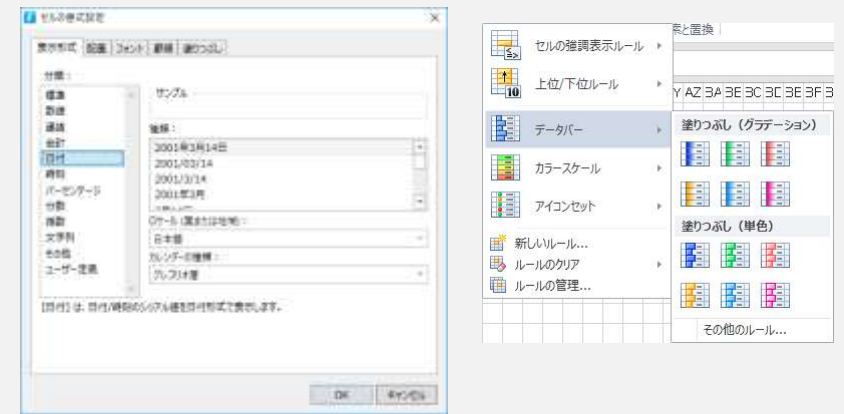 セルの書式設定
表示形式 配置 フォント 罫線 塗りつぶし
分類:
標準
数値
通貨
会計
日付
時刻
パーセンテージ
分数
指数
文字列
その他
ユーザー定義
サンプル
種類:
2001年3月14日
2001/03/14
2001/3/14
2001年3月
ロケール (国または地域):
日本語
カレンダーの種類:
グレゴリオ暦
[日付] は、日付/時刻のシリアル値を日付形式で表示します。
OK キャンセル
索と置換
セルの強調表示ルール
上位/下位ルール
データバー
カラースケール
アイコンセット
新しいルール...
ルールのクリア
ルールの管理...
Y AZ BA BB BC BD BE BF B
塗りつぶし (グラデーション)
塗りつぶし (単色)
その他のルール...